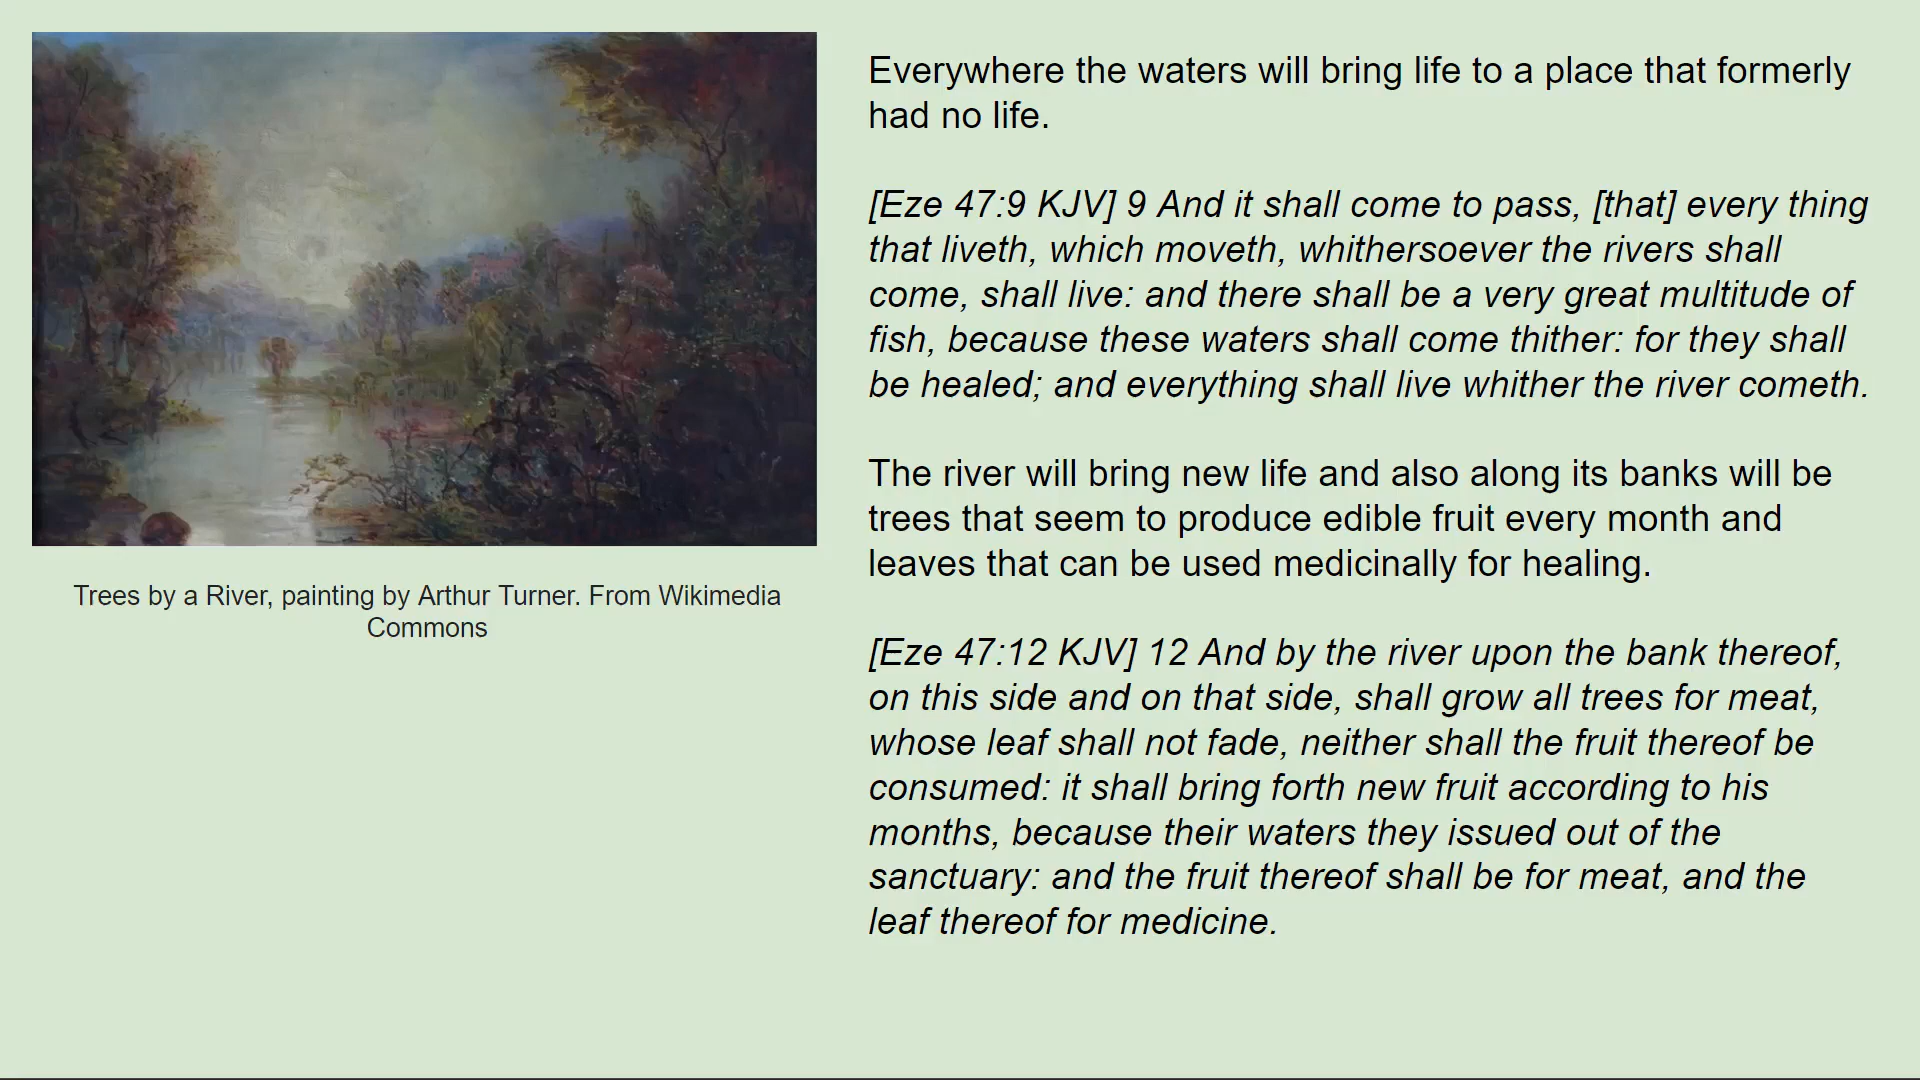 Everywhere the waters will bring life to a place that formerly
had no life.
[Eze 47:9 KJV] 9 And it shall come to pass, [that] every thing
that liveth, which moveth, whithersoever the rivers shall
come, shall live: and there shall be a very great multitude of
fish, because these waters shall come thither: for they shall
be healed; and everything shall live whither the river cometh.
The river will bring new life and also along its banks will be
trees that seem to produce edible fruit every month and
leaves that can be used medicinally for healing.
[Eze 47:12 KJV] 12 And by the river upon the bank thereof,
on this side and on that side, shall grow all trees for meat,
whose leaf shall not fade, neither shall the fruit thereof be
consumed: it shall bring forth new fruit according to his
months, because their waters they issued out of the
sanctuary: and the fruit thereof shall be for meat, and the
leaf thereof for medicine.
Trees by a River, painting by Arthur Turner. From Wikimedia
Commons